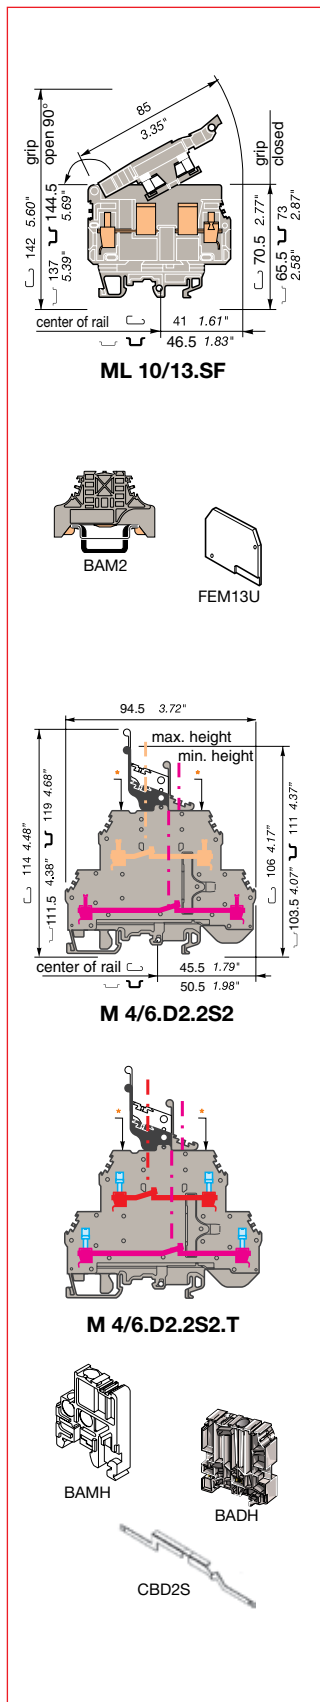 85
3.35"
grip
open 90°
142 5.60"
144.5
5.69"
137
5.39"
grip
closed
70.5 2.77"
73
2.87"
65.5
2.58"
center of rail
41 1.61"
46.5 1.83"
ML 10/13.SF
BAM2
FEM13U
94.5 3.72"
max. height
min. height
* *
114 4.48"
119 4.68"
111.5 4.38"
106 4.17"
111 4.37"
103.5 4.07"
center of rail
45.5 1.79"
50.5 1.98"
M 4/6.D2.2S2
* *
M 4/6.D2.2S2.T
BAMH
BADH
CBD2S